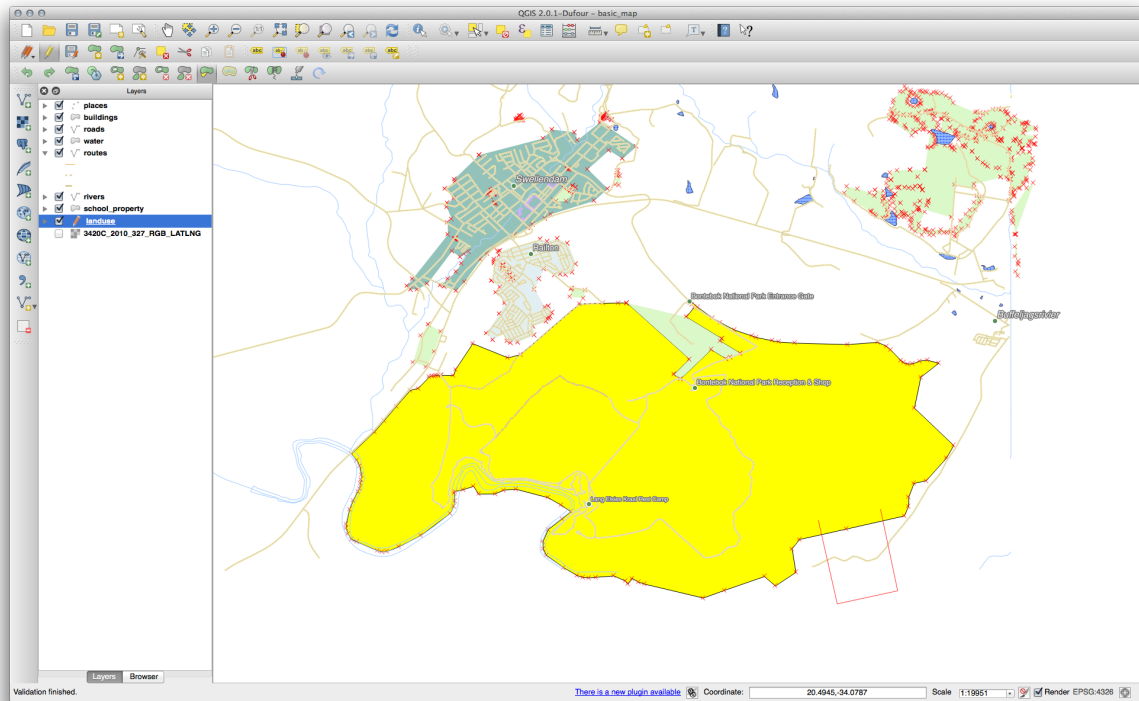 QGIS 2.0.1-Dufour – basic_map
Layers
places
buildings
roads
water
routes
rivers
school_property
landuse
3420C_2010_327_RGB_LATLNG
Swellendam
Railton
Bontebok National Park Entrance Gate
Buffeljagsrivier
Bontebok National Park Reception & Shop
Lang Elsies Kraal Rest Camp
Layers Browser
Validation finished.
There is a new plugin available
Coordinate: 20.4945,-34.0787
Scale 1:19951
Render EPSG:4326